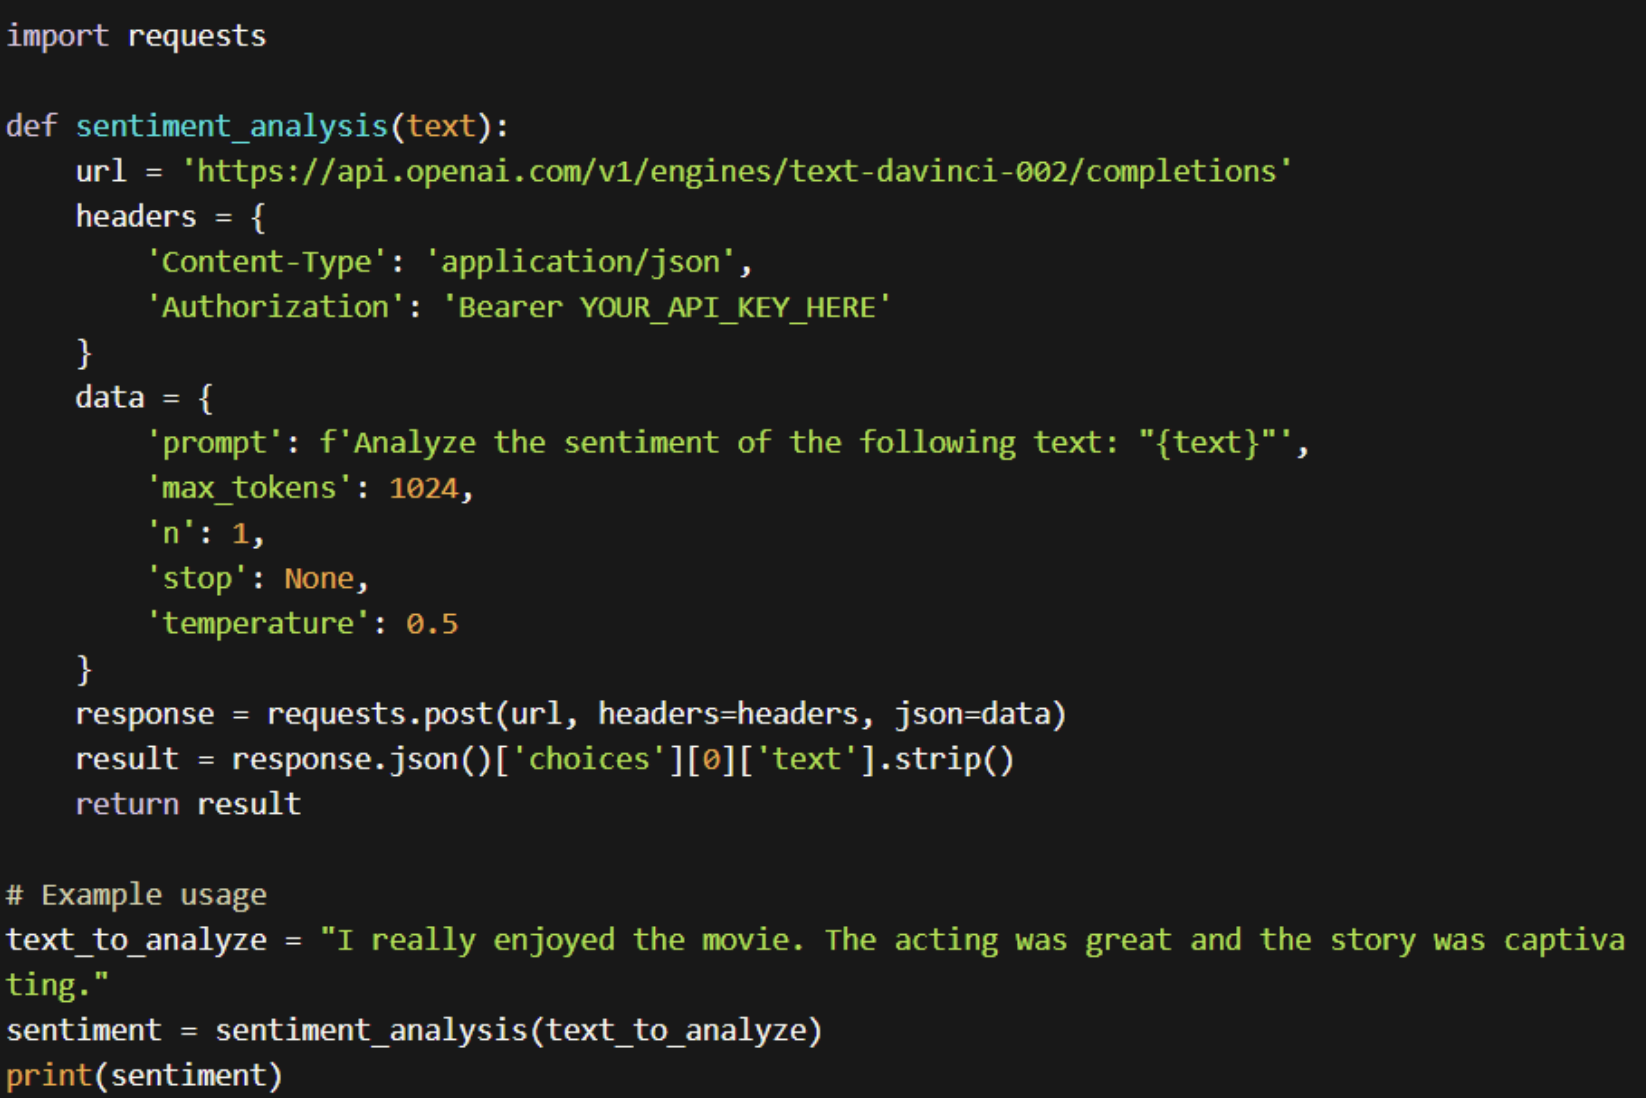 import requests

def sentiment_analysis(text):
    url = 'https://api.openai.com/v1/engines/text-davinci-002/completions'
    headers = {
        'Content-Type': 'application/json',
        'Authorization': 'Bearer YOUR_API_KEY_HERE'
    }
    data = {
        'prompt': f'Analyze the sentiment of the following text: "{text}"',
        'max_tokens': 1024,
        'n': 1,
        'stop': None,
        'temperature': 0.5
    }
    response = requests.post(url, headers=headers, json=data)
    result = response.json()['choices'][0]['text'].strip()
    return result

# Example usage
text_to_analyze = "I really enjoyed the movie. The acting was great and the story was captiva
ting."
sentiment = sentiment_analysis(text_to_analyze)
print(sentiment)